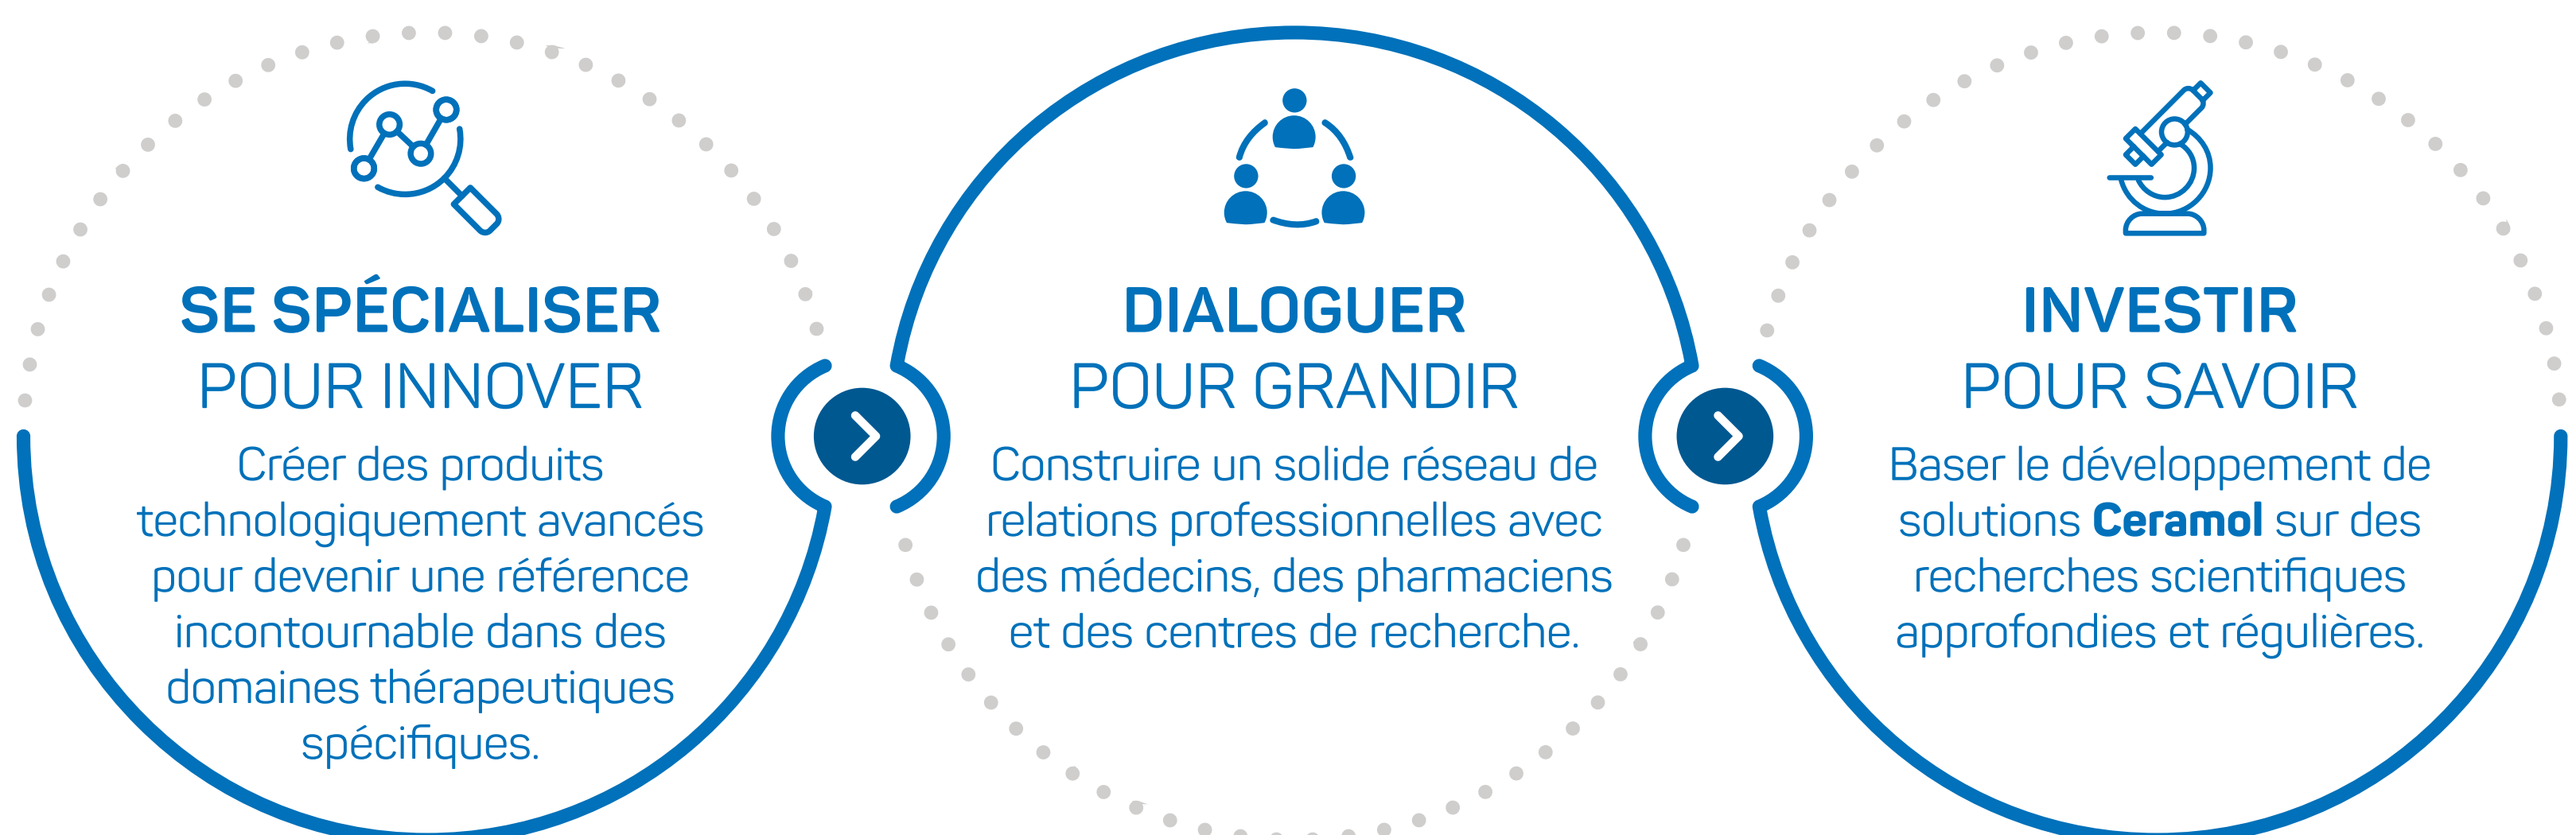 SE SPÉCIALISER
POUR INNOVER
Créer des produits
technologiquement avancés
pour devenir une référence
incontournable dans des
domaines thérapeutiques
spécifiques.
DIALOGUER
POUR GRANDIR
Construire un solide réseau de
relations professionnelles avec
des médecins, des pharmaciens
et des centres de recherche.
INVESTIR
POUR SAVOIR
Baser le développement de
solutions Ceramol sur des
recherches scientifiques
approfondies et régulières.